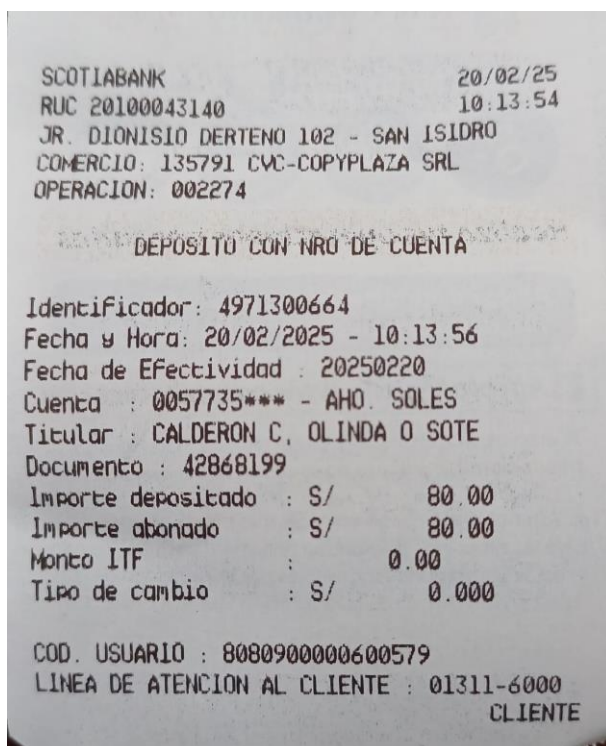 SCOTIABANK 20/02/25
RUC 20100043140 10:13:54
JR. DIONISIO DERTENO 102 - SAN ISIDRO
COMERCIO: 135791 CVC-COPYPLAZA SRL
OPERACION: 002274
DEPOSITO CON NRO DE CUENTA
Identificador: 4971300664
Fecha y Hora: 20/02/2025 - 10:13:56
Fecha de Efectividad : 20250220
Cuenta : 0057735*** - AHO. SOLES
Titular : CALDERON C, OLINDA O SOTE
Documento : 42868199
Importe depositado : S/ 80.00
Importe abonado : S/ 80.00
Monto ITF : 0.00
Tipo de cambio : S/ 0.000
COD. USUARIO : 8080900000600579
LINEA DE ATENCION AL CLIENTE : 01311-6000
CLIENTE